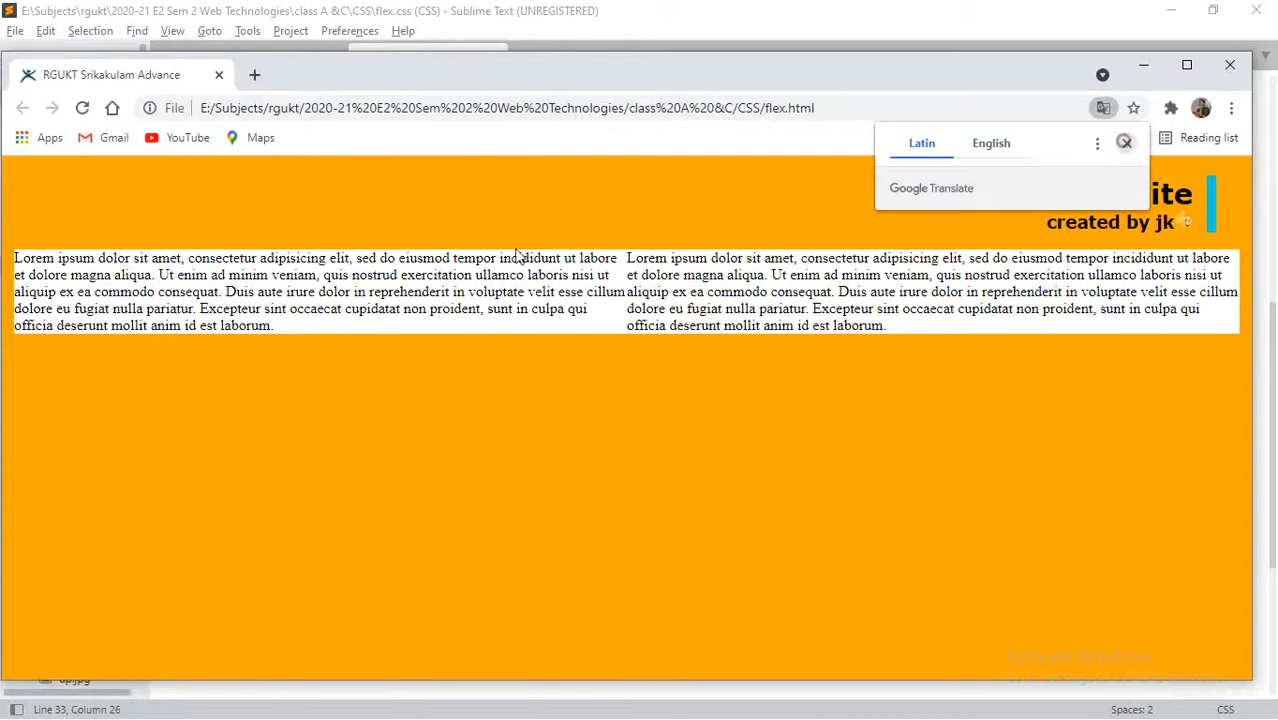 E:\Subjects\rgukt\2020-21 E2 Sem 2 Web Technologies\class A &C\CSS\flex.css (CSS) - Sublime Text (UNREGISTERED)
File Edit Selection Find View Goto Tools Project Preferences Help
RGUKT Srikakulam Advance
File E:/Subjects/rgukt/2020-21%20E2%20Sem%202%20Web%20Technologies/class%20A%20&C/CSS/flex.html
Apps Gmail YouTube Maps Reading list
Latin English
Google Translate
ite
created by jk
Lorem ipsum dolor sit amet, consectetur adipisicing elit, sed do eiusmod tempor incididunt ut labore
et dolore magna aliqua. Ut enim ad minim veniam, quis nostrud exercitation ullamco laboris nisi ut
aliquip ex ea commodo consequat. Duis aute irure dolor in reprehenderit in voluptate velit esse cillum
dolore eu fugiat nulla pariatur. Excepteur sint occaecat cupidatat non proident, sunt in culpa qui
officia deserunt mollit anim id est laborum.
Lorem ipsum dolor sit amet, consectetur adipisicing elit, sed do eiusmod tempor incididunt ut labore
et dolore magna aliqua. Ut enim ad minim veniam, quis nostrud exercitation ullamco laboris nisi ut
aliquip ex ea commodo consequat. Duis aute irure dolor in reprehenderit in voluptate velit esse cillum
dolore eu fugiat nulla pariatur. Excepteur sint occaecat cupidatat non proident, sunt in culpa qui
officia deserunt mollit anim id est laborum.
Activate Windows
Line 33, Column 26 Spaces: 2 CSS